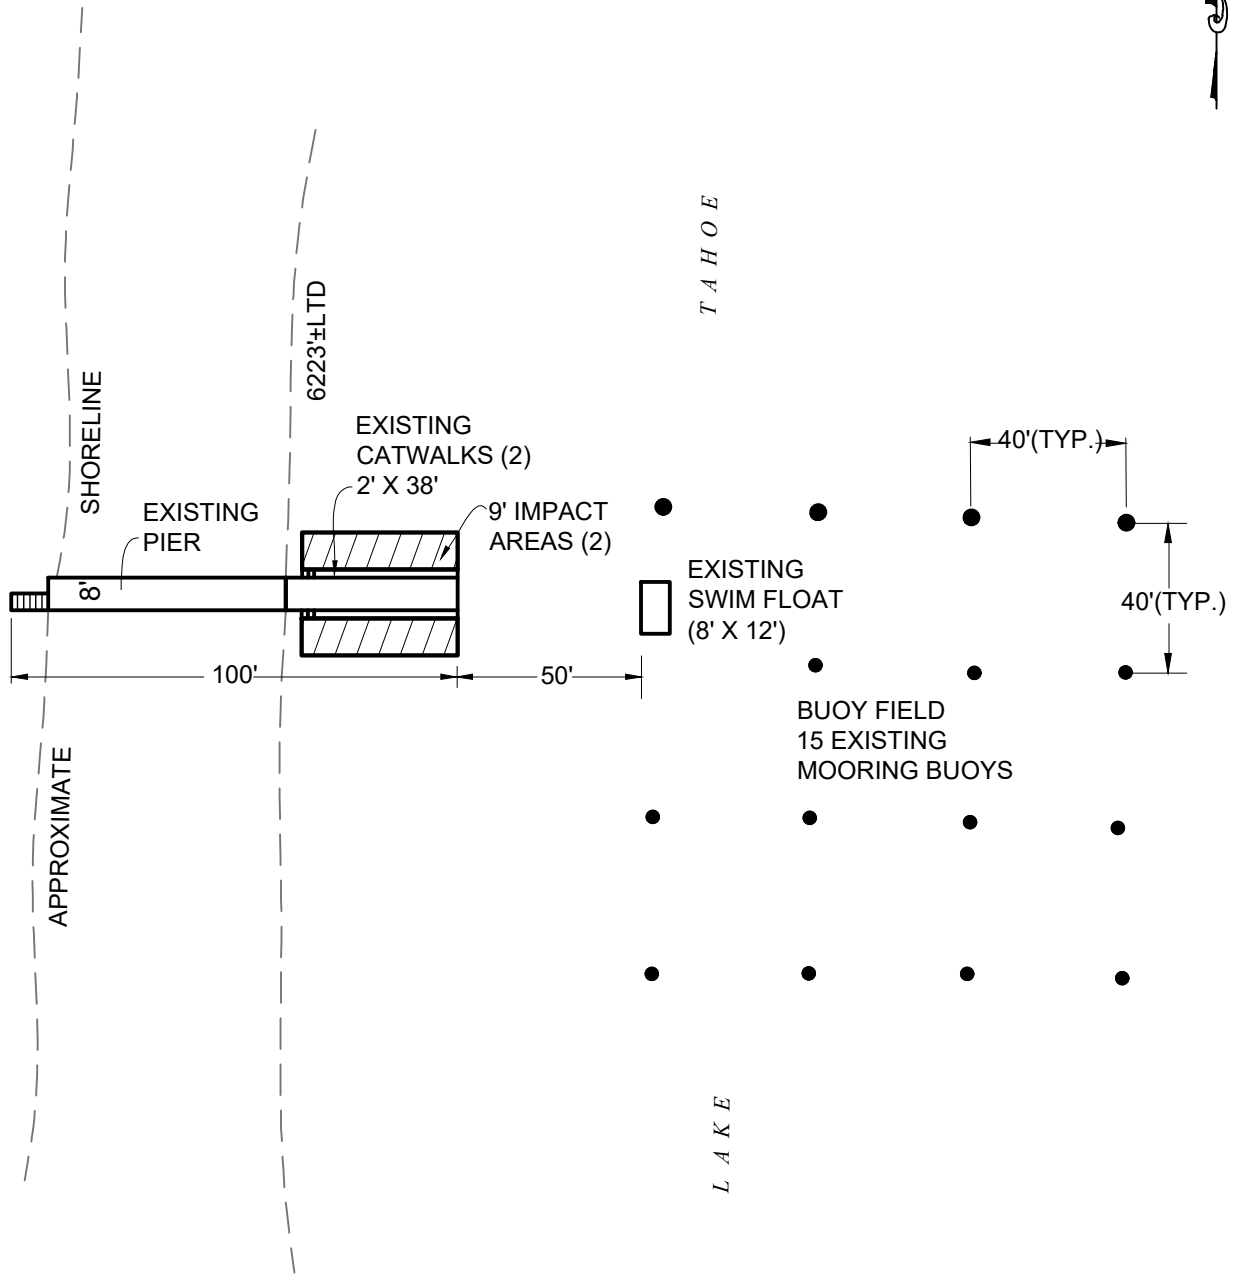 TAHOE
6223'±LTD
SHORELINE
EXISTING
CATWALKS (2)
2' X 38'
40'(TYP.)
EXISTING
PIER
9' IMPACT
AREAS (2)
8'
EXISTING
SWIM FLOAT
(8' X 12')
40'(TYP.)
100'
50'
BUOY FIELD
15 EXISTING
MOORING BUOYS
APPROXIMATE
LAKE